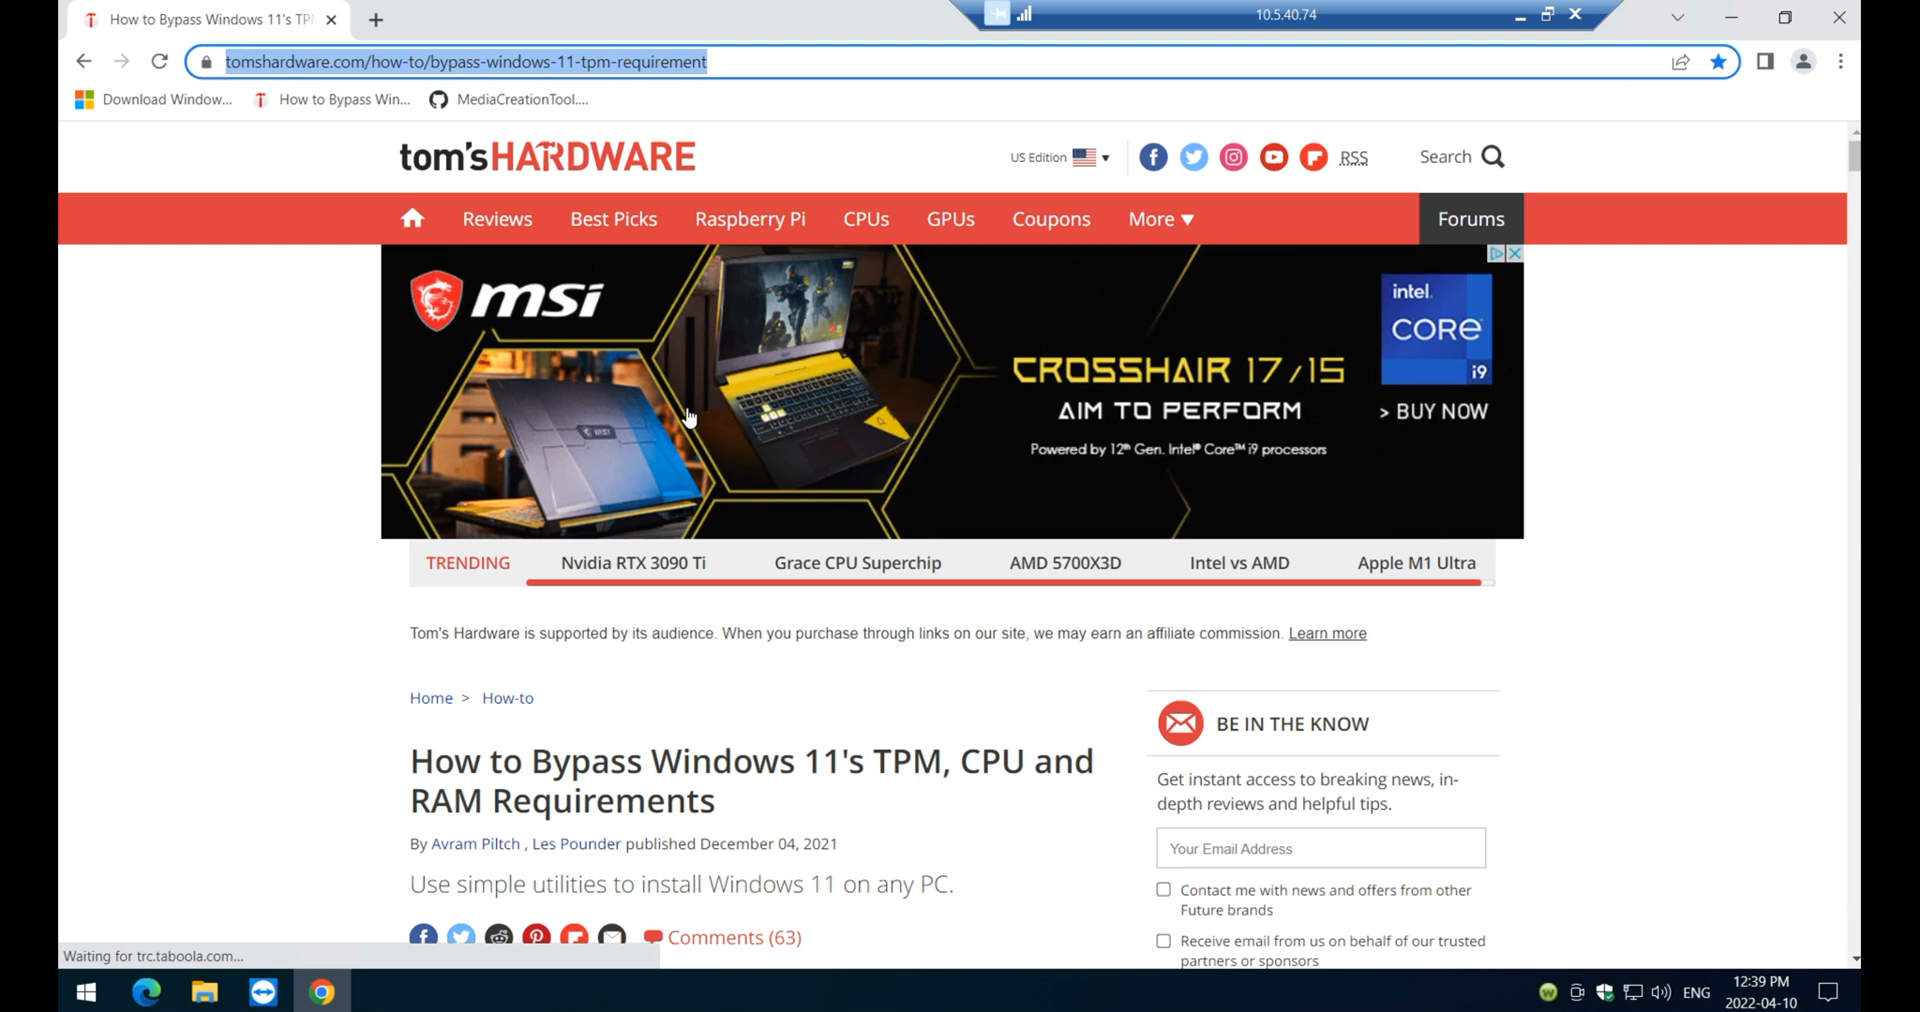 How to Bypass Windows 11's TP
10.5.40.74
tomshardware.com/how-to/bypass-windows-11-tpm-requirement
Download Window...
How to Bypass Win...
MediaCreationTool....
tom'sHARDWARE
US Edition
RSS
Search
Reviews
Best Picks
Raspberry Pi
CPUs
GPUs
Coupons
More
Forums
msi
intel.
CORE
i9
CROSSHAIR 17/15
AIM TO PERFORM
> BUY NOW
Powered by 12th Gen. Intel® Core™ i9 processors
msi
TRENDING
Nvidia RTX 3090 Ti
Grace CPU Superchip
AMD 5700X3D
Intel vs AMD
Apple M1 Ultra
Tom's Hardware is supported by its audience. When you purchase through links on our site, we may earn an affiliate commission. Learn more
Home > How-to
How to Bypass Windows 11's TPM, CPU and
RAM Requirements
By Avram Piltch , Les Pounder published December 04, 2021
Use simple utilities to install Windows 11 on any PC.
Comments (63)
BE IN THE KNOW
Get instant access to breaking news, in-
depth reviews and helpful tips.
Your Email Address
Contact me with news and offers from other
Future brands
Receive email from us on behalf of our trusted
partners or sponsors
Waiting for trc.taboola.com...
ENG
12:39 PM
2022-04-10